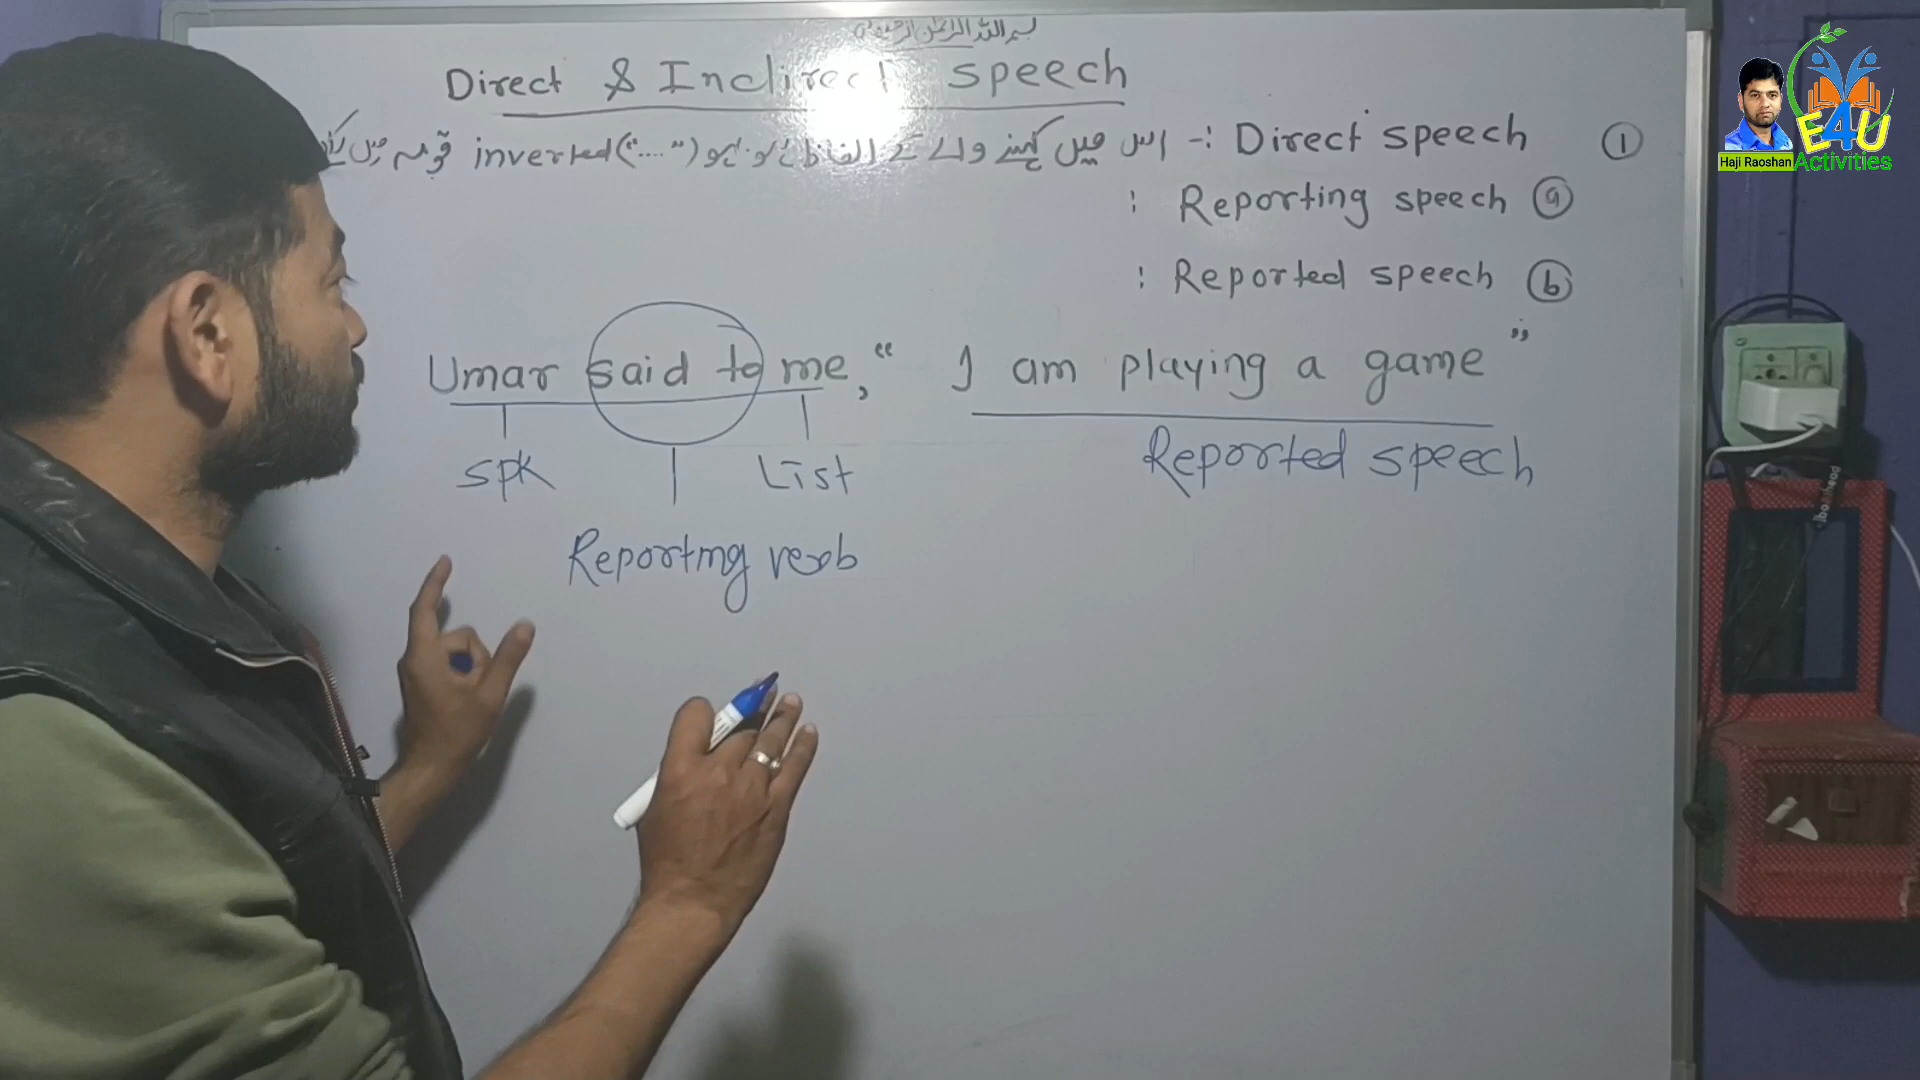 بسم اللہ الرحمٰن الرحیم
Direct & Indirect speech
① Direct speech :- اس میں کہنے والے کے الفاظ کو ہو بہو ("....") inverted قومہ میں
ⓐ Reporting speech :
ⓑ Reported speech :
Umar said to me, “ I am playing a game ”
spk List Reported speech
Reporting verb
Haji Raoshan
E4U
Activities